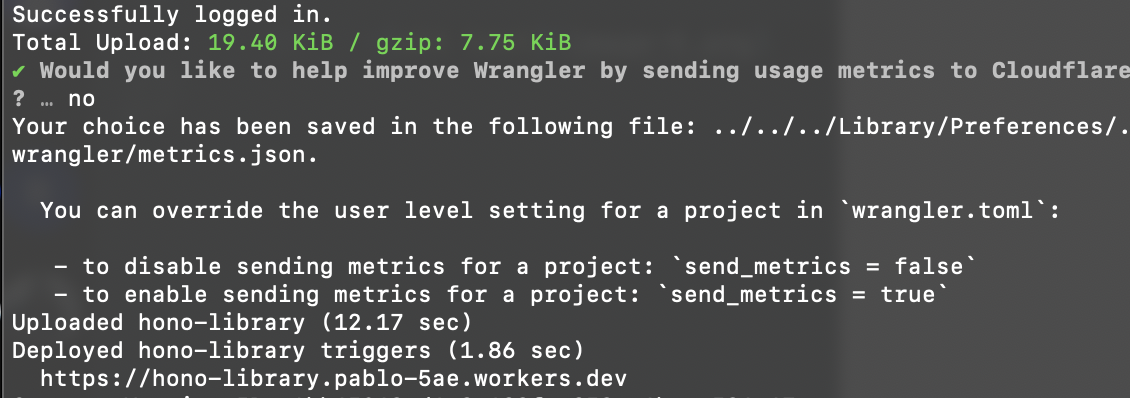 Successfully logged in.
Total Upload: 19.40 KiB / gzip: 7.75 KiB
✔ Would you like to help improve Wrangler by sending usage metrics to Cloudflare
? … no
Your choice has been saved in the following file: ../../../Library/Preferences/.
wrangler/metrics.json.
You can override the user level setting for a project in `wrangler.toml`:
– to disable sending metrics for a project: `send_metrics = false`
– to enable sending metrics for a project: `send_metrics = true`
Uploaded hono-library (12.17 sec)
Deployed hono-library triggers (1.86 sec)
https://hono-library.pablo-5ae.workers.dev